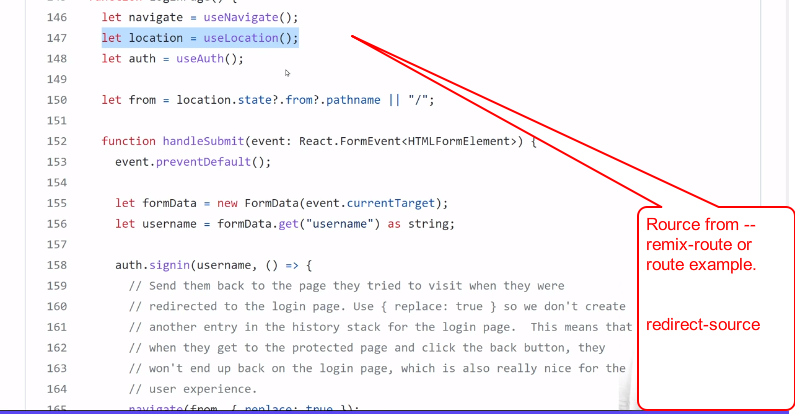 function LoginPage() {
146 let navigate = useNavigate();
147 let location = useLocation();
148 let auth = useAuth();
149
150 let from = location.state?.from?.pathname || "/";
151
152 function handleSubmit(event: React.FormEvent<HTMLFormElement>) {
153 event.preventDefault();
154
155 let formData = new FormData(event.currentTarget);
156 let username = formData.get("username") as string;
157
158 auth.signin(username, () => {
159 // Send them back to the page they tried to visit when they were
160 // redirected to the login page. Use { replace: true } so we don't create
161 // another entry in the history stack for the login page.  This means that
162 // when they get to the protected page and click the back button, they
163 // won't end up back on the login page, which is also really nice for the
164 // user experience.
165 navigate(from, { replace: true });
Rource from --
remix-route or
route example.
redirect-source